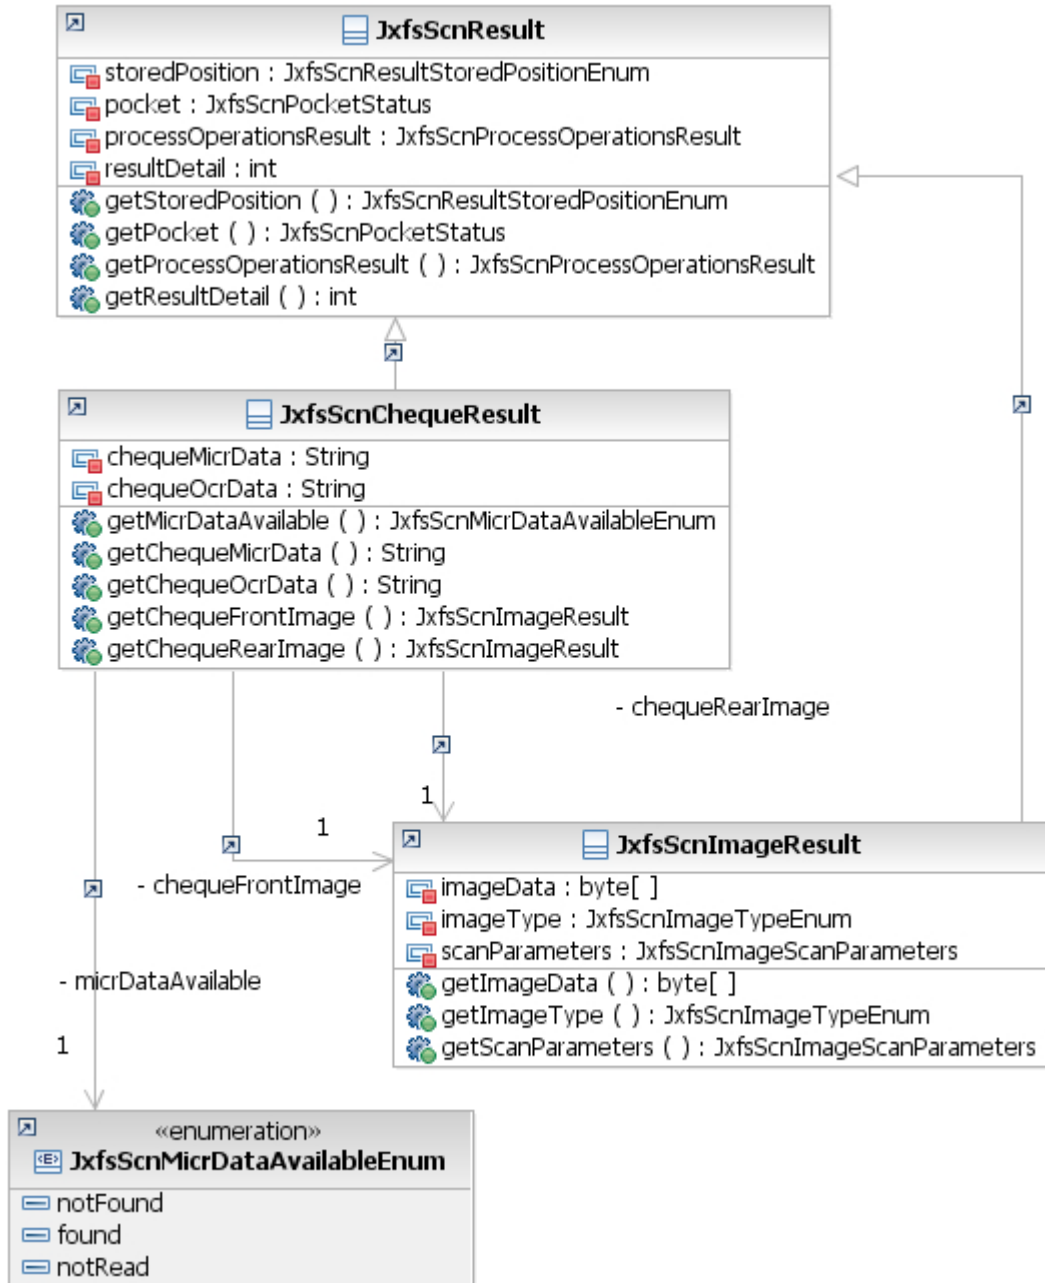 JxfsScnResult
storedPosition : JxfsScnResultStoredPositionEnum
pocket : JxfsScnPocketStatus
processOperationsResult : JxfsScnProcessOperationsResult
resultDetail : int
getStoredPosition ( ) : JxfsScnResultStoredPositionEnum
getPocket ( ) : JxfsScnPocketStatus
getProcessOperationsResult ( ) : JxfsScnProcessOperationsResult
getResultDetail ( ) : int
JxfsScnChequeResult
chequeMicrData : String
chequeOcrData : String
getMicrDataAvailable ( ) : JxfsScnMicrDataAvailableEnum
getChequeMicrData ( ) : String
getChequeOcrData ( ) : String
getChequeFrontImage ( ) : JxfsScnImageResult
getChequeRearImage ( ) : JxfsScnImageResult
- chequeRearImage
1
1
- chequeFrontImage
JxfsScnImageResult
imageData : byte[ ]
imageType : JxfsScnImageTypeEnum
scanParameters : JxfsScnImageScanParameters
getImageData ( ) : byte[ ]
getImageType ( ) : JxfsScnImageTypeEnum
getScanParameters ( ) : JxfsScnImageScanParameters
- micrDataAvailable
1
«enumeration»
«E» JxfsScnMicrDataAvailableEnum
notFound
found
notRead